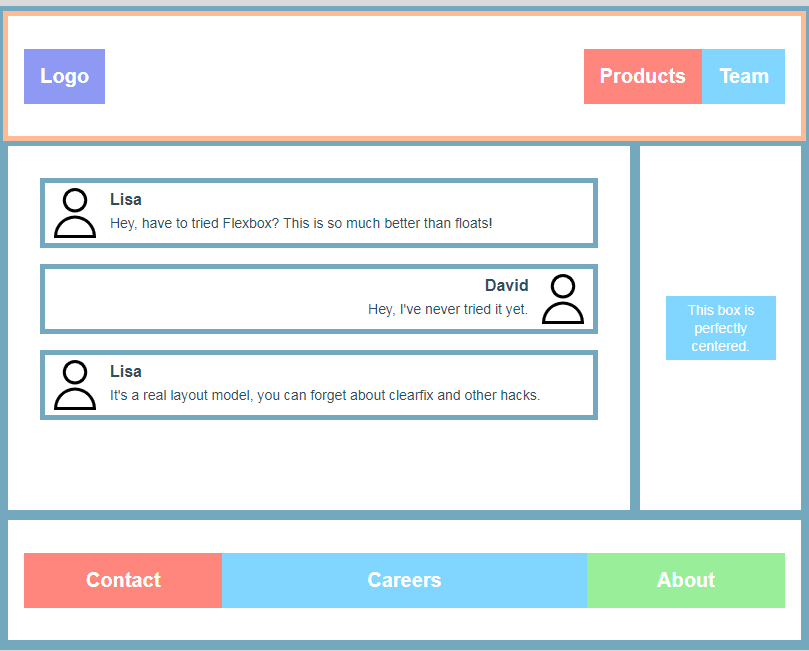 Logo
Products
Team
Lisa
Hey, have to tried Flexbox? This is so much better than floats!
David
Hey, I've never tried it yet.
Lisa
It's a real layout model, you can forget about clearfix and other hacks.
This box is
perfectly
centered.
Contact
Careers
About